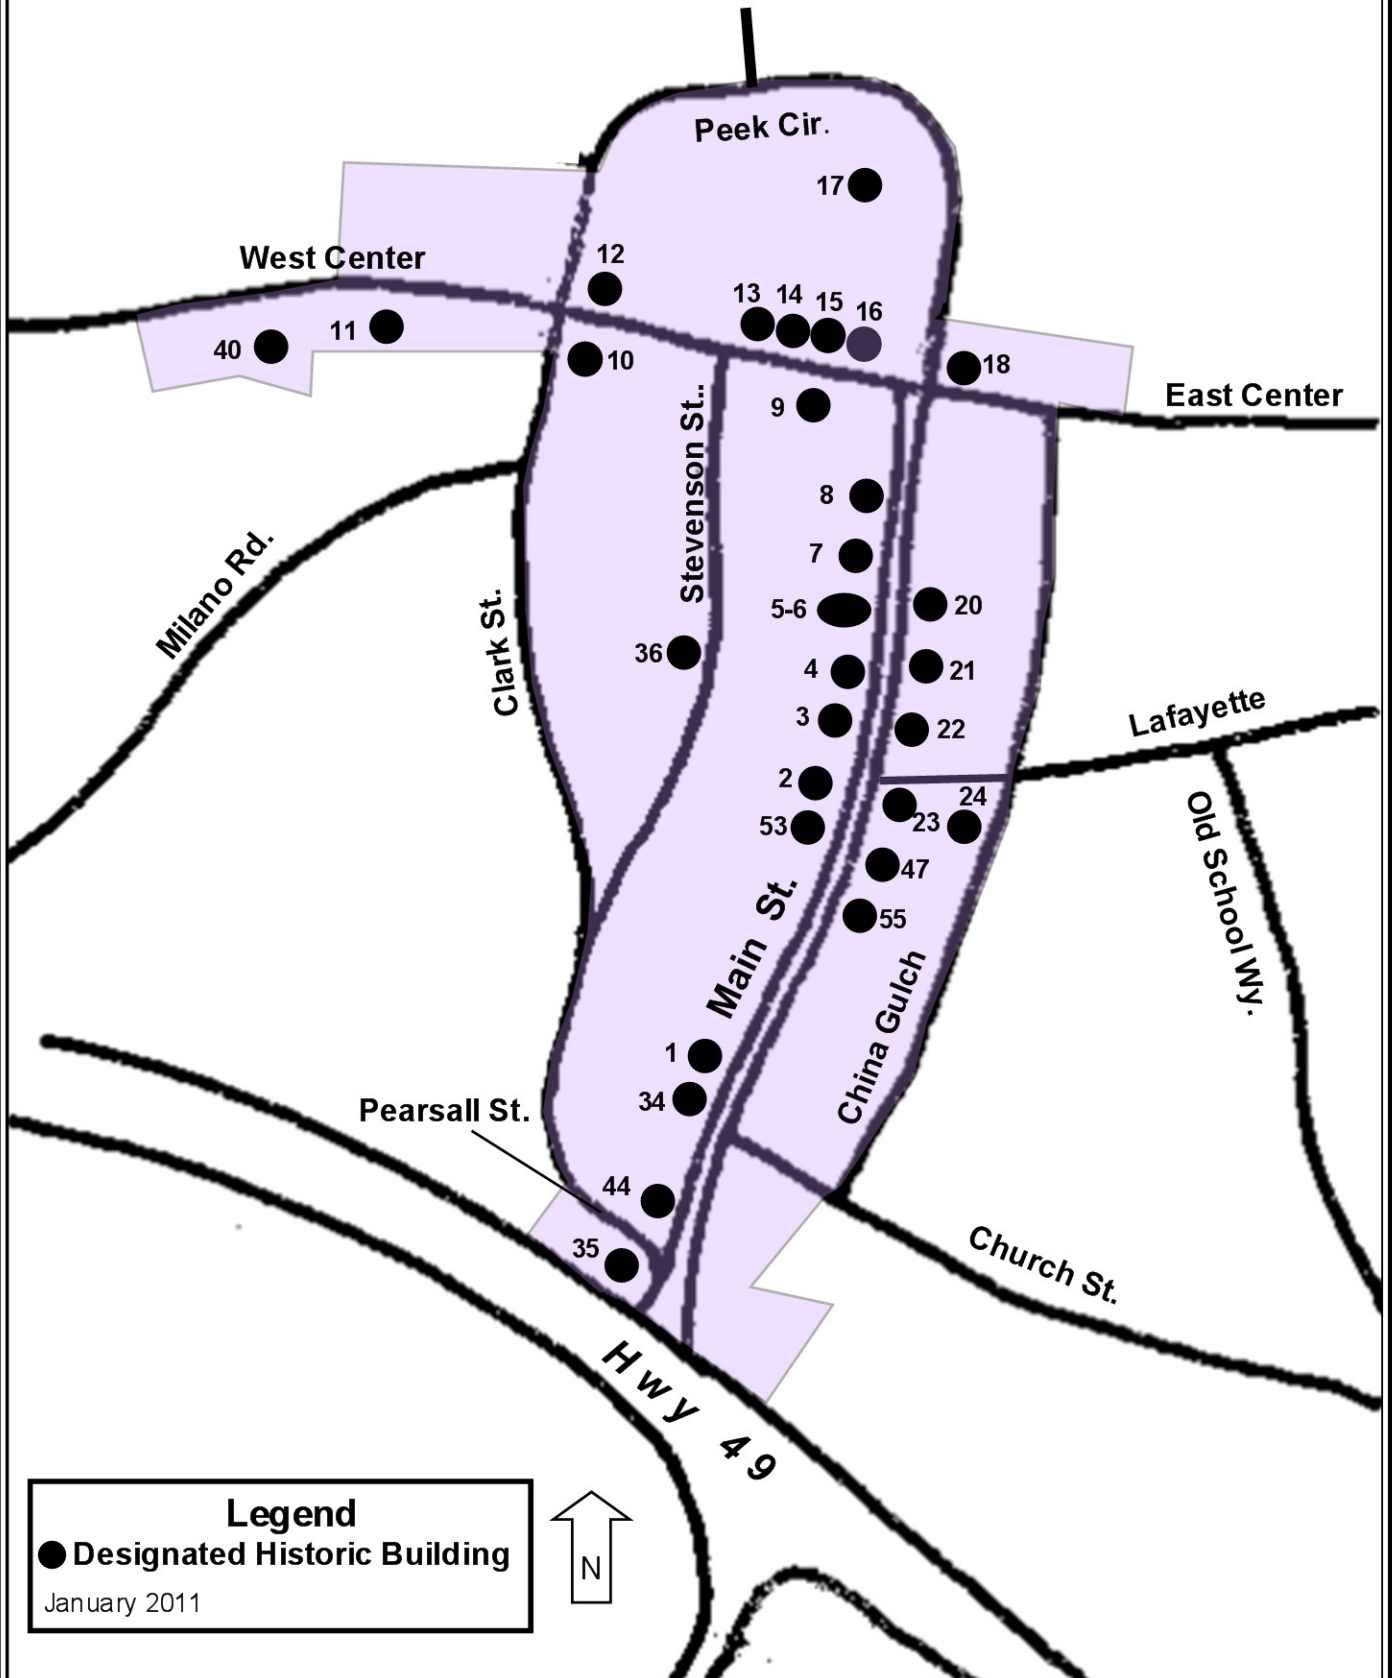 Peek Cir.
17
West Center
12
13
14
15
16
40
11
10
18
9
East Center
Stevenson St..
8
Milano Rd.
7
5-6
20
Clark St.
36
4
21
3
22
Lafayette
2
24
53
23
Old School Wy.
47
Main St.
55
China Gulch
1
34
Pearsall St.
44
35
Church St.
Hwy 49
Legend
Designated Historic Building
January 2011
N